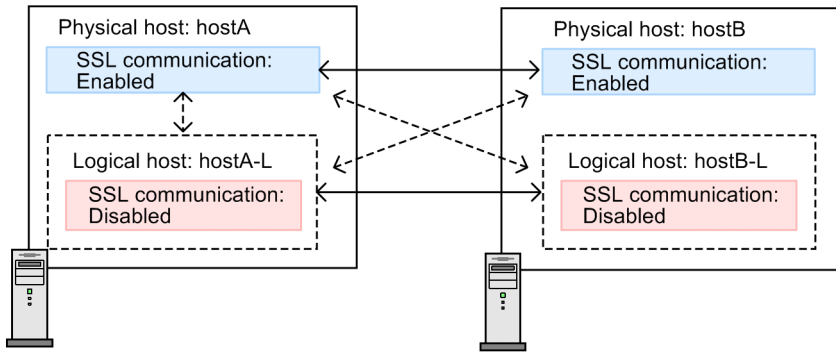 Physical host: hostA
SSL communication:
Enabled
Logical host: hostA-L
SSL communication:
Disabled
Physical host: hostB
SSL communication:
Enabled
Logical host: hostB-L
SSL communication:
Disabled